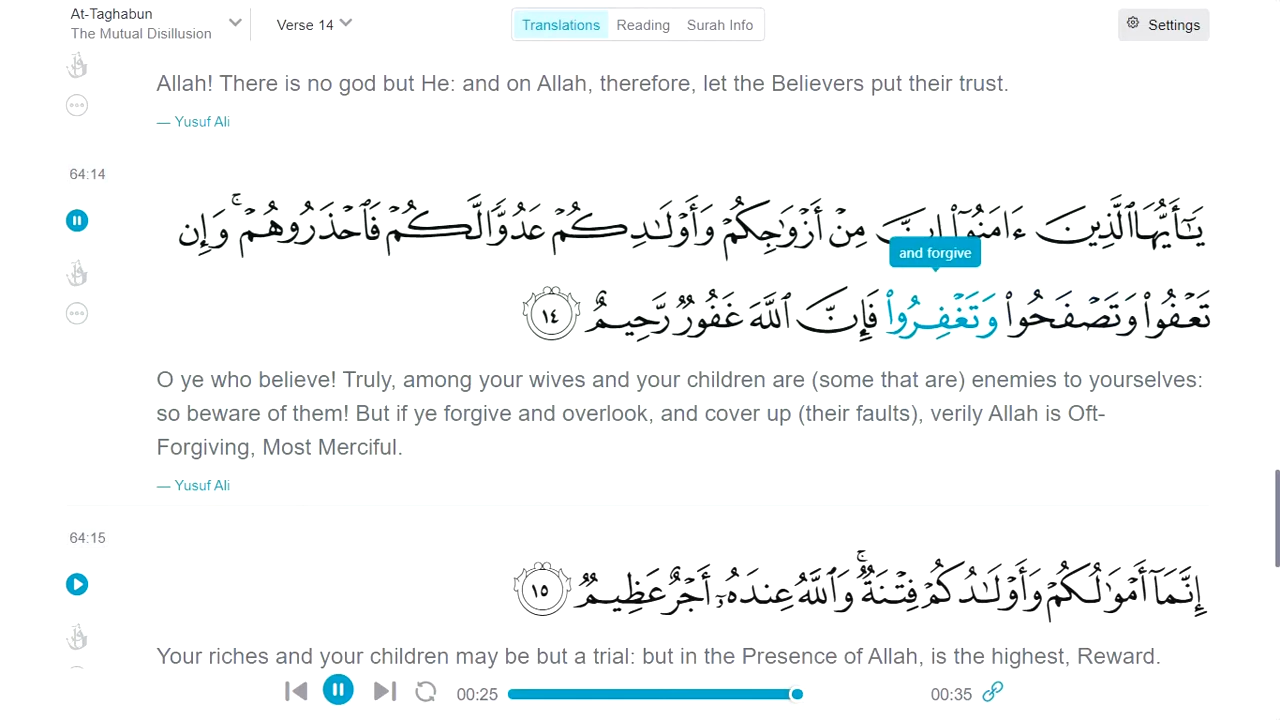 At-Taghabun
The Mutual Disillusion
Verse 14
Translations Reading Surah Info
Settings
Allah! There is no god but He: and on Allah, therefore, let the Believers put their trust.
— Yusuf Ali
64:14
يَـٰٓأَيُّهَا ٱلَّذِينَ ءَامَنُوٓا۟ إِنَّ مِنْ أَزْوَٰجِكُمْ وَأَوْلَـٰدِكُمْ عَدُوًّا لَّكُمْ فَٱحْذَرُوهُمْ ۚ وَإِن
and forgive
تَعْفُوا۟ وَتَصْفَحُوا۟ وَتَغْفِرُوا۟ فَإِنَّ ٱللَّهَ غَفُورٌ رَّحِيمٌ ١٤
O ye who believe! Truly, among your wives and your children are (some that are) enemies to yourselves:
so beware of them! But if ye forgive and overlook, and cover up (their faults), verily Allah is Oft-
Forgiving, Most Merciful.
— Yusuf Ali
64:15
إِنَّمَآ أَمْوَٰلُكُمْ وَأَوْلَـٰدُكُمْ فِتْنَةٌ ۚ وَٱللَّهُ عِندَهُۥٓ أَجْرٌ عَظِيمٌ ١٥
Your riches and your children may be but a trial: but in the Presence of Allah, is the highest, Reward.
00:25 00:35